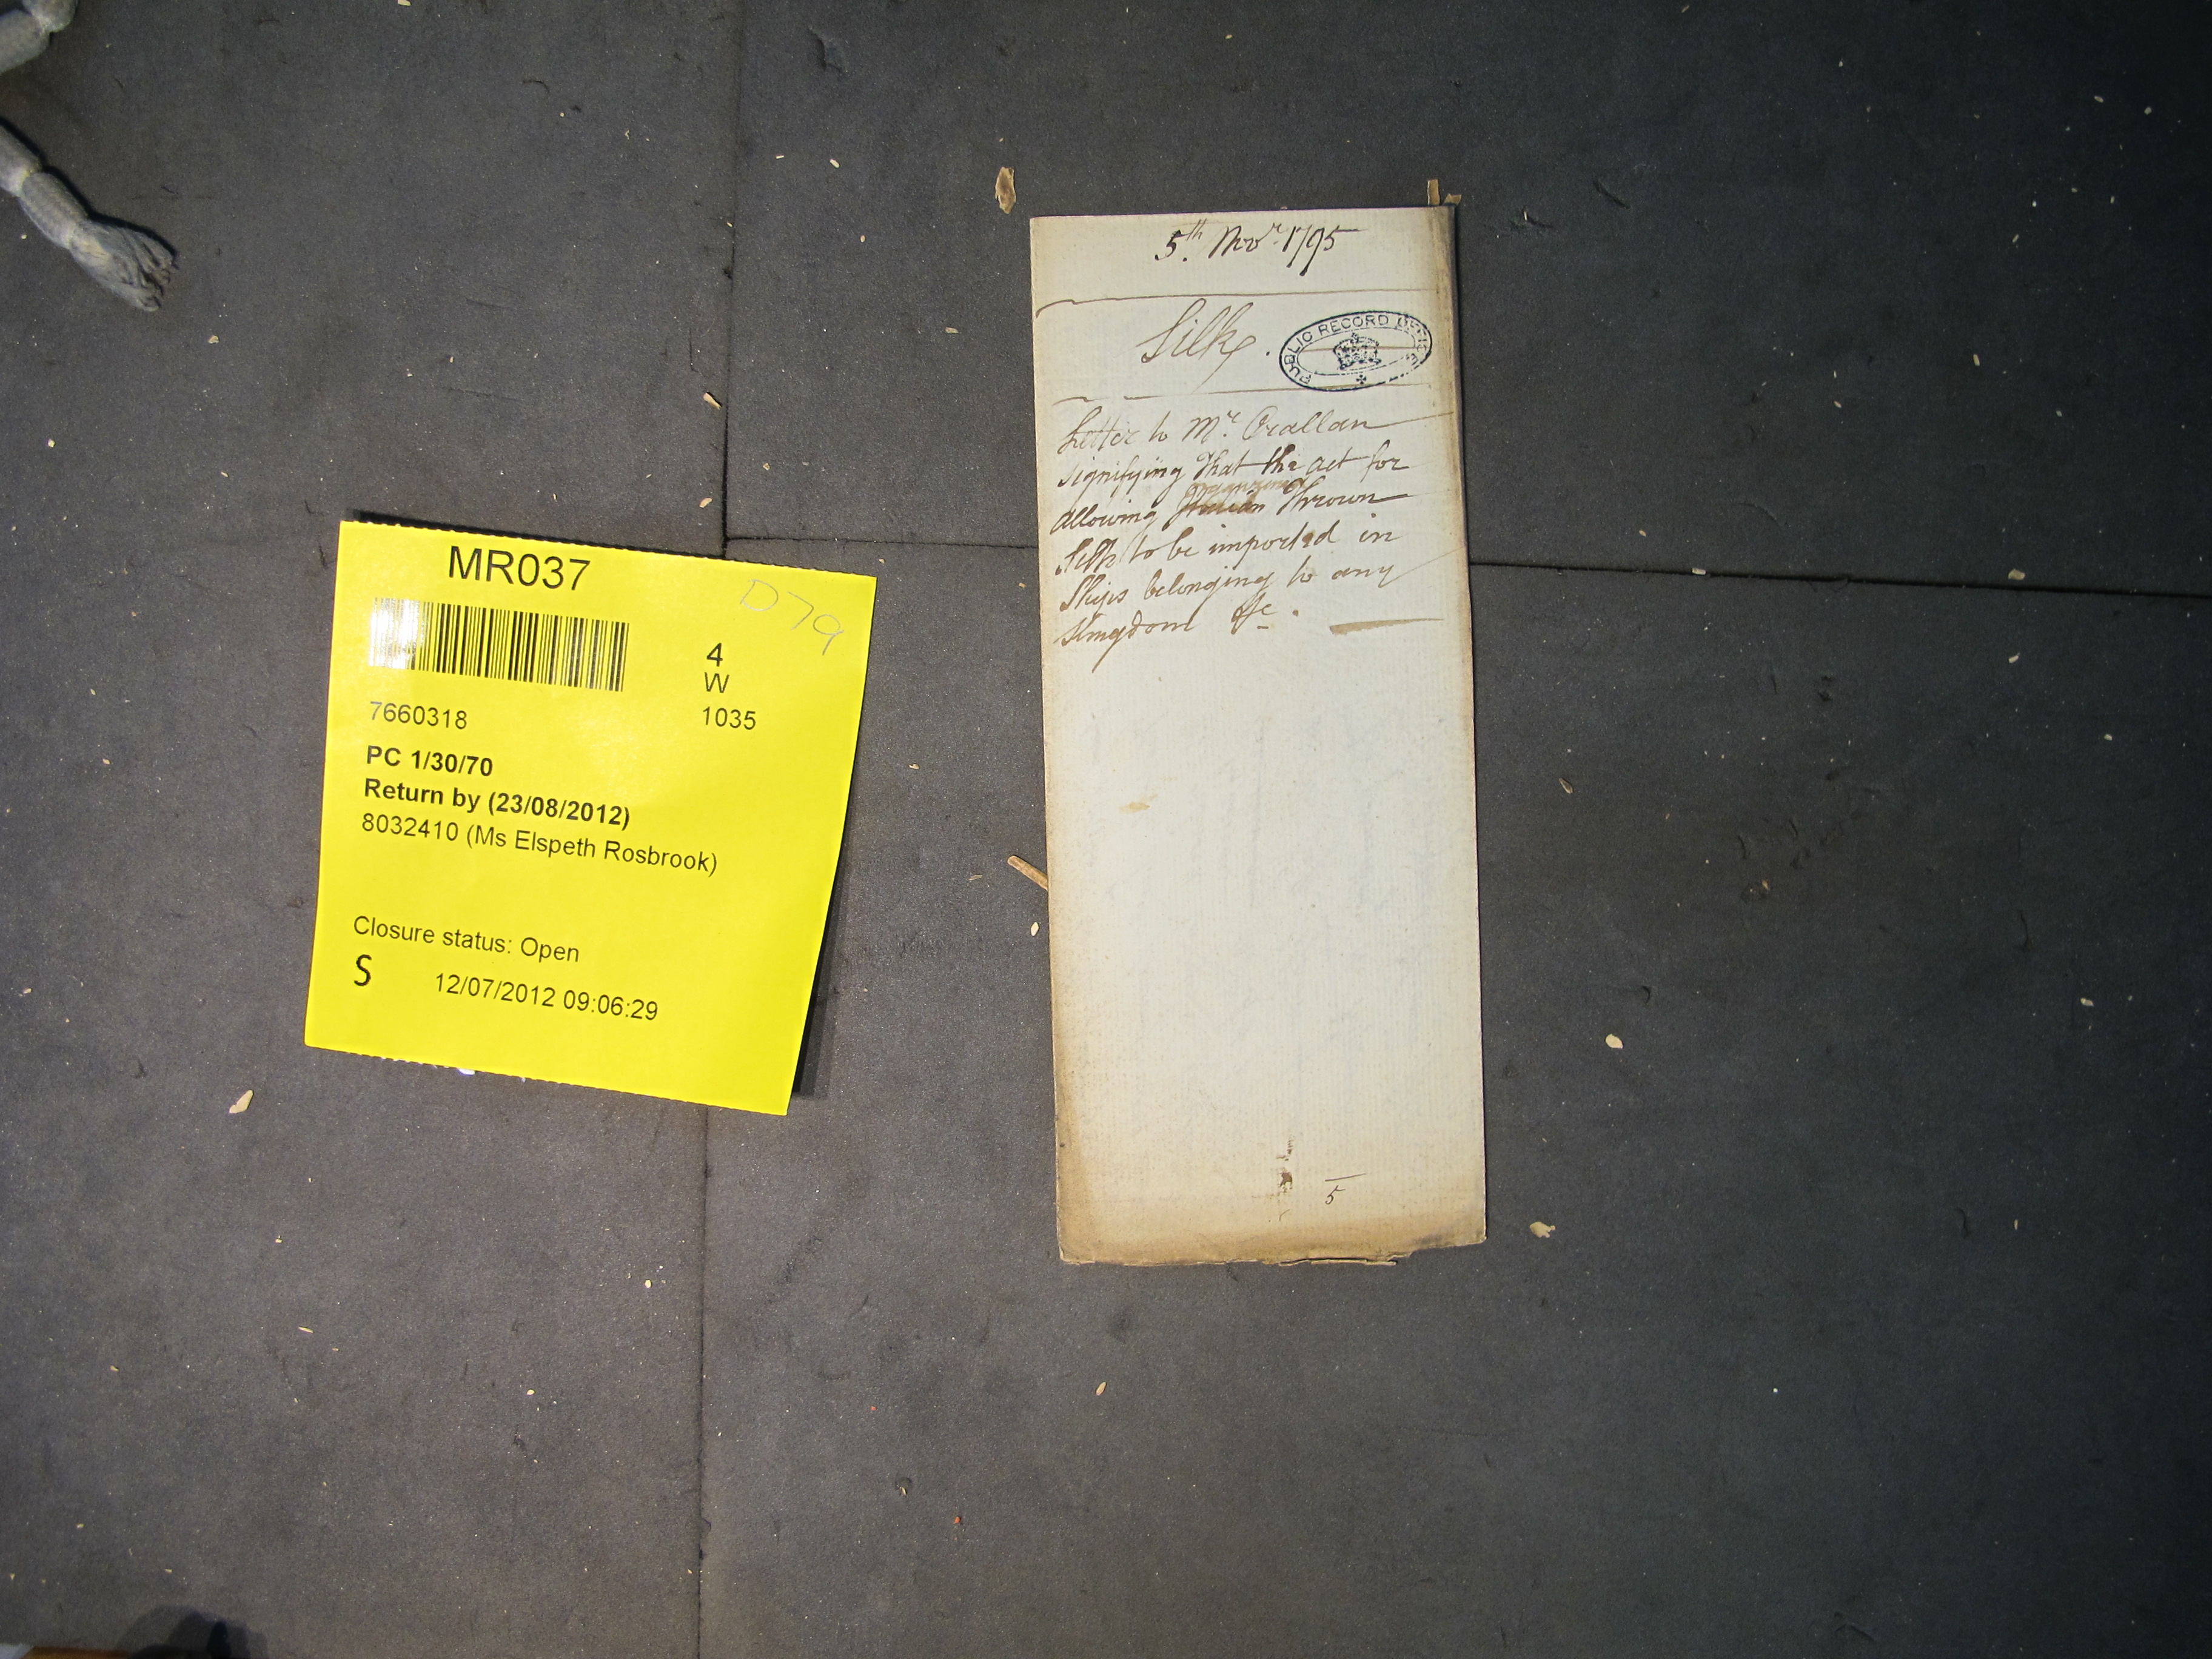 MR037
D79
4
W
1035
7660318
PC 1/30/70
Return by (23/08/2012)
8032410 (Ms Elspeth Rosbrook)
Closure status: Open
S 12/07/2012 09:06:29
5th. Novr. 1795
Silk.
PUBLIC RECORD OFFICE
Letter to Mr. Crallan
signifying that the act for
Organzined
allowing Italian Thrown
Silk to be imported in
Ships belonging to any
Kingdom &c.
5